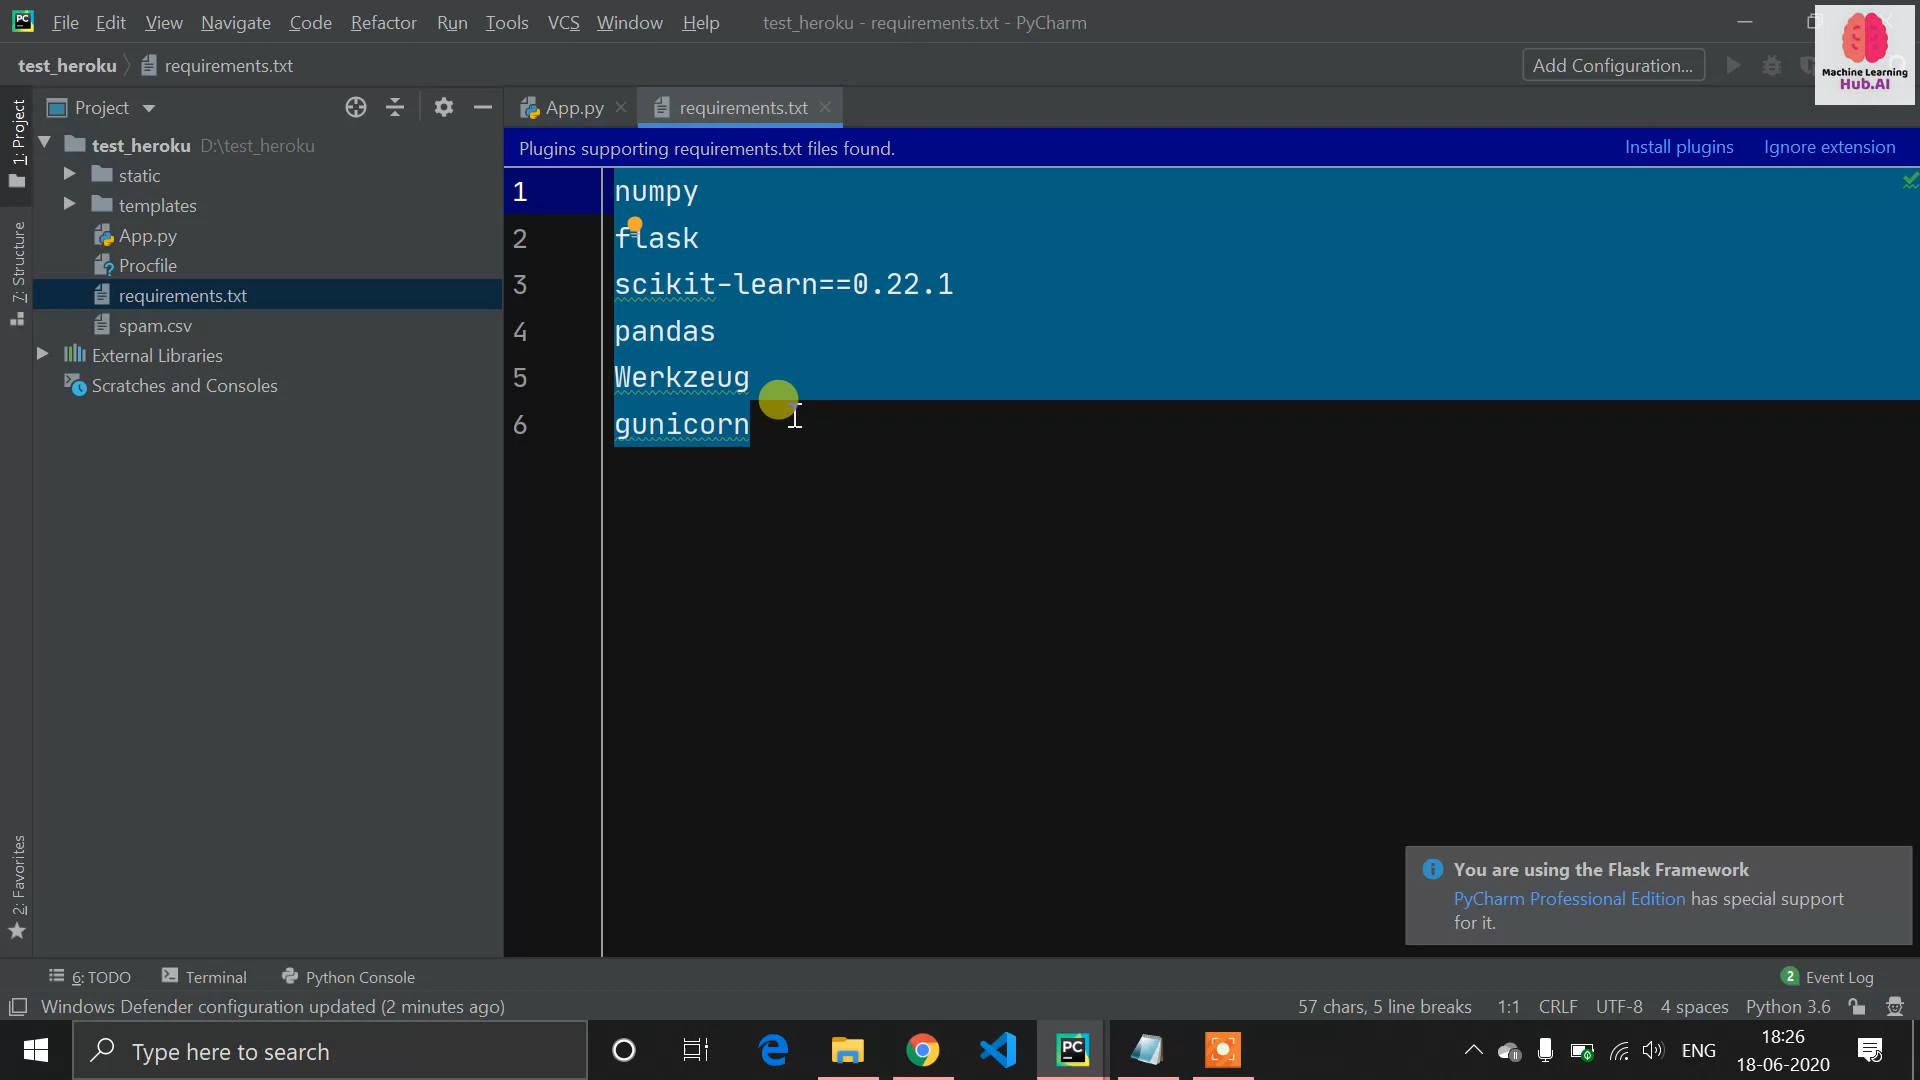 File Edit View Navigate Code Refactor Run Tools VCS Window Help test_heroku - requirements.txt - PyCharm
test_heroku requirements.txt Add Configuration...
Machine Learning
Hub.AI
Project
App.py requirements.txt
Plugins supporting requirements.txt files found. Install plugins Ignore extension
1: Project
7: Structure
2: Favorites
test_heroku D:\test_heroku
static
templates
App.py
Procfile
requirements.txt
spam.csv
External Libraries
Scratches and Consoles
1 numpy
2 flask
3 scikit-learn==0.22.1
4 pandas
5 Werkzeug
6 gunicorn
You are using the Flask Framework
PyCharm Professional Edition has special support
for it.
6: TODO Terminal Python Console 2 Event Log
Windows Defender configuration updated (2 minutes ago) 57 chars, 5 line breaks 1:1 CRLF UTF-8 4 spaces Python 3.6
Type here to search PC ENG 18:26
18-06-2020